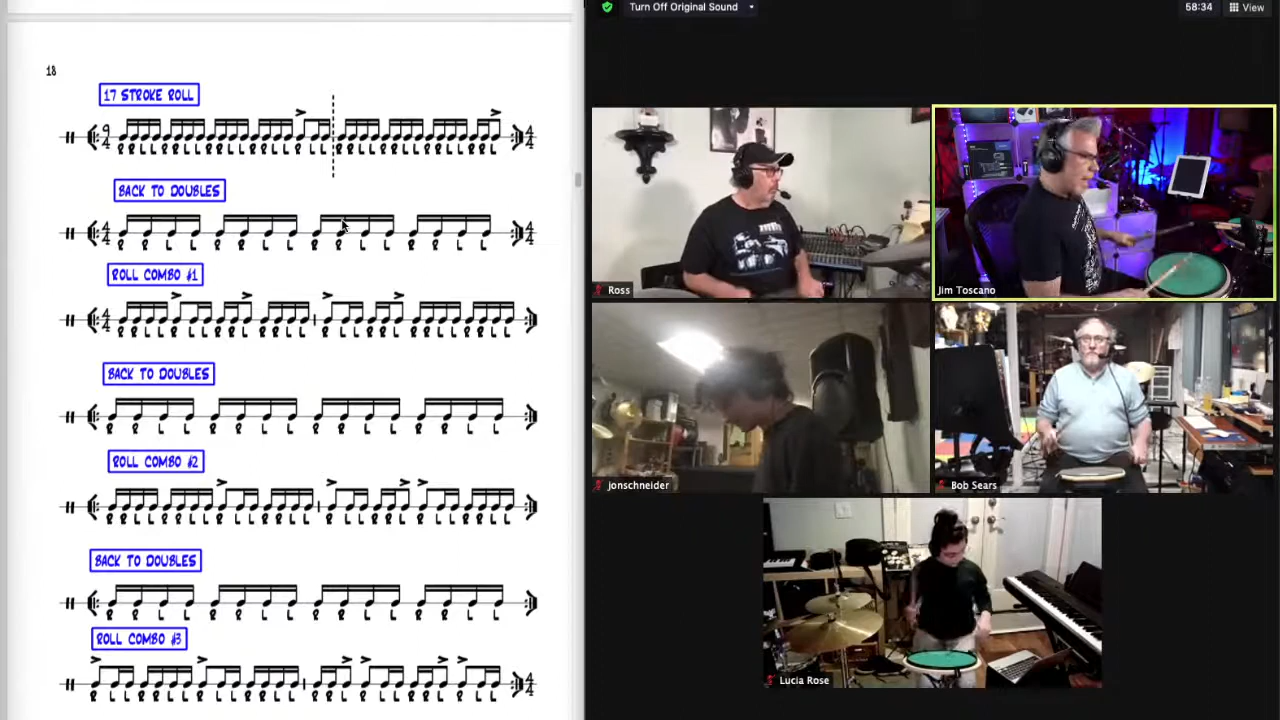 18
17 STROKE ROLL
BACK TO DOUBLES
ROLL COMBO #1
BACK TO DOUBLES
ROLL COMBO #2
BACK TO DOUBLES
ROLL COMBO #3
Turn Off Original Sound
58:34
View
Ross
Jim Toscano
jonschneider
Bob Sears
Lucia Rose